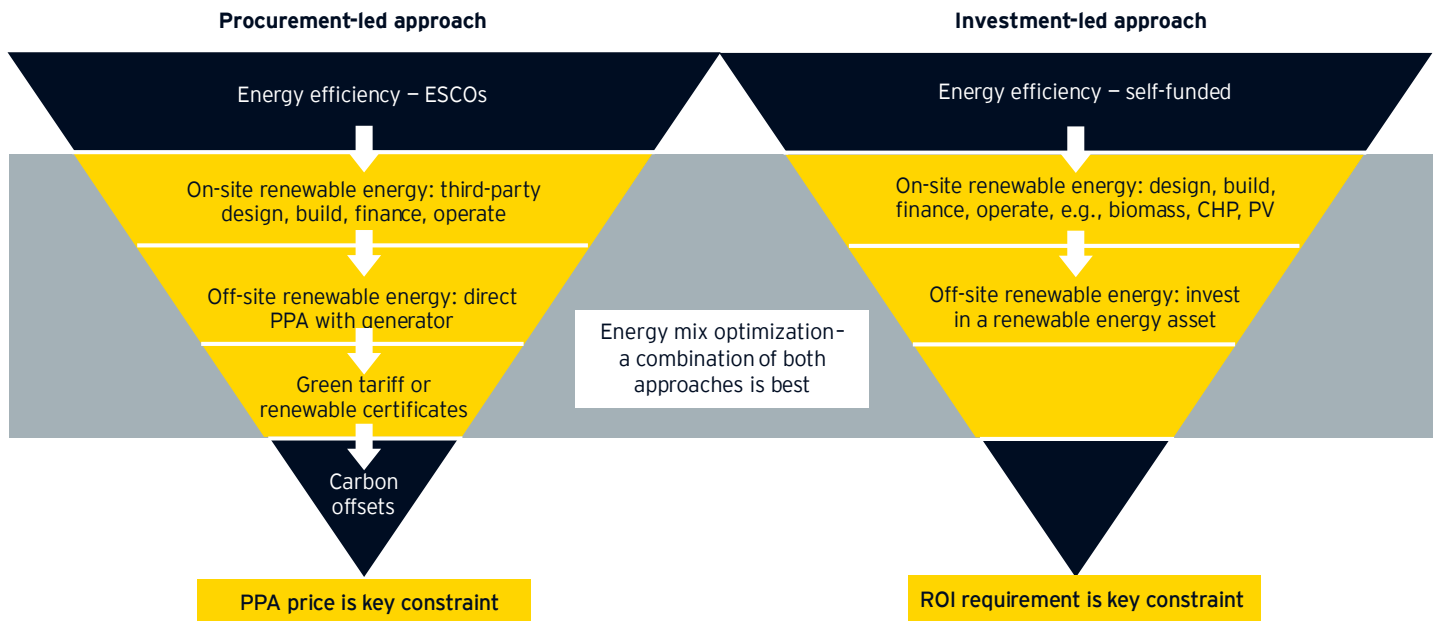 Procurement-led approach
Energy efficiency – ESCOs
On-site renewable energy: third-party
design, build, finance, operate
Off-site renewable energy: direct
PPA with generator
Green tariff or
renewable certificates
Carbon
offsets
PPA price is key constraint
Energy mix optimization–
a combination of both
approaches is best
Investment-led approach
Energy efficiency – self-funded
On-site renewable energy: design, build,
finance, operate, e.g., biomass, CHP, PV
Off-site renewable energy: invest
in a renewable energy asset
ROI requirement is key constraint